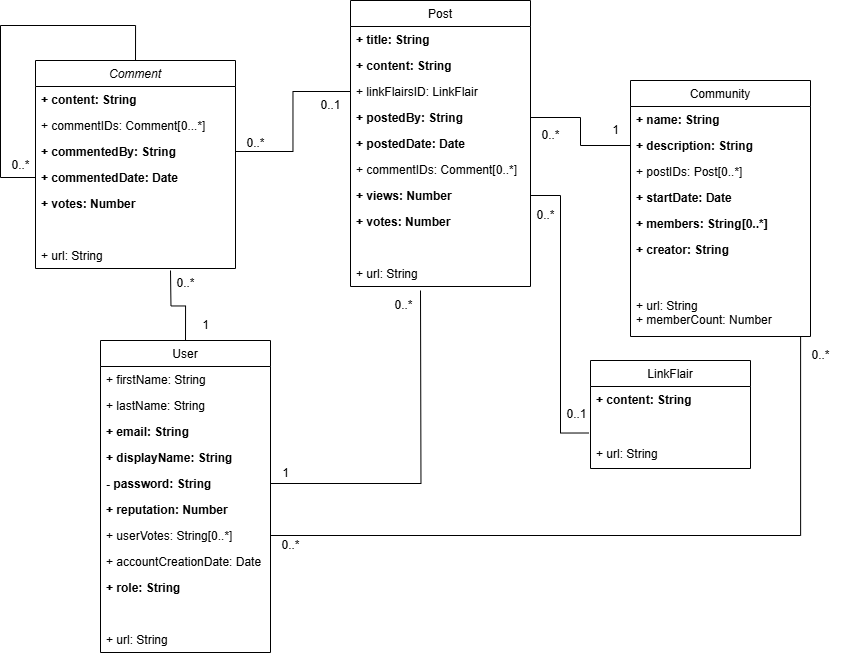 Post
+ title: String
+ content: String
+ linkFlairsID: LinkFlair
+ postedBy: String
+ postedDate: Date
+ commentIDs: Comment[0..*]
+ views: Number
+ votes: Number
+ url: String
Comment
+ content: String
+ commentIDs: Comment[0...*]
+ commentedBy: String
+ commentedDate: Date
+ votes: Number
+ url: String
0..*
0..*
0..1
0..*
1
0..*
Community
+ name: String
+ description: String
+ postIDs: Post[0..*]
+ startDate: Date
+ members: String[0..*]
+ creator: String
+ url: String
+ memberCount: Number
0..*
1
0..*
0..*
User
+ firstName: String
+ lastName: String
+ email: String
+ displayName: String
- password: String
+ reputation: Number
+ userVotes: String[0..*]
+ accountCreationDate: Date
+ role: String
+ url: String
1
0..*
LinkFlair
+ content: String
+ url: String
0..1